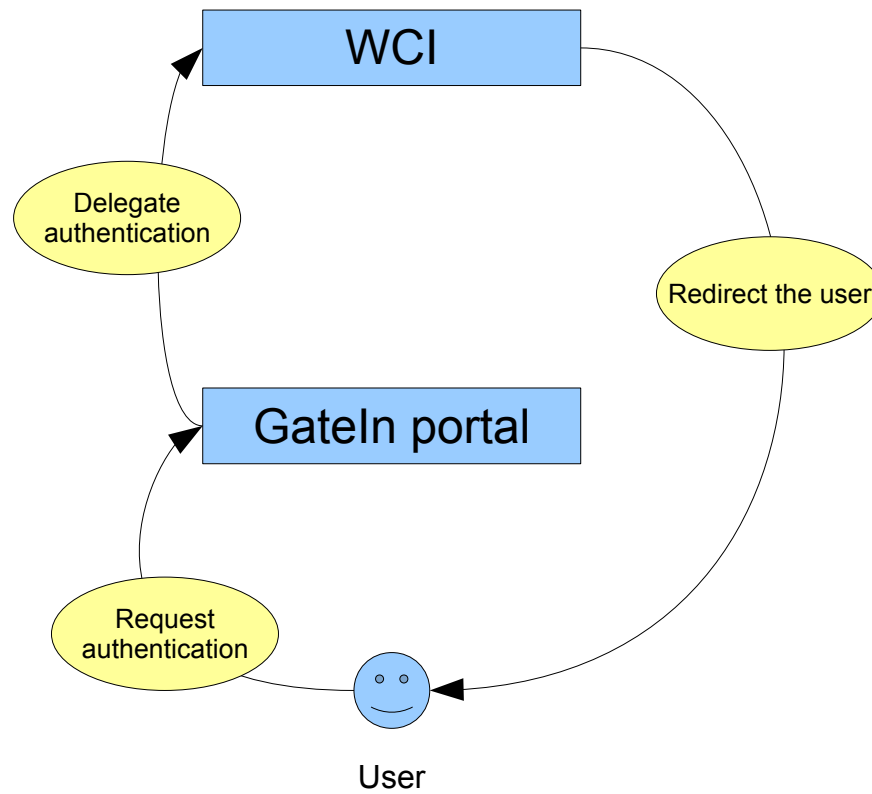 WCI
Delegate
authentication
Redirect the user
GateIn portal
Request
authentication
User